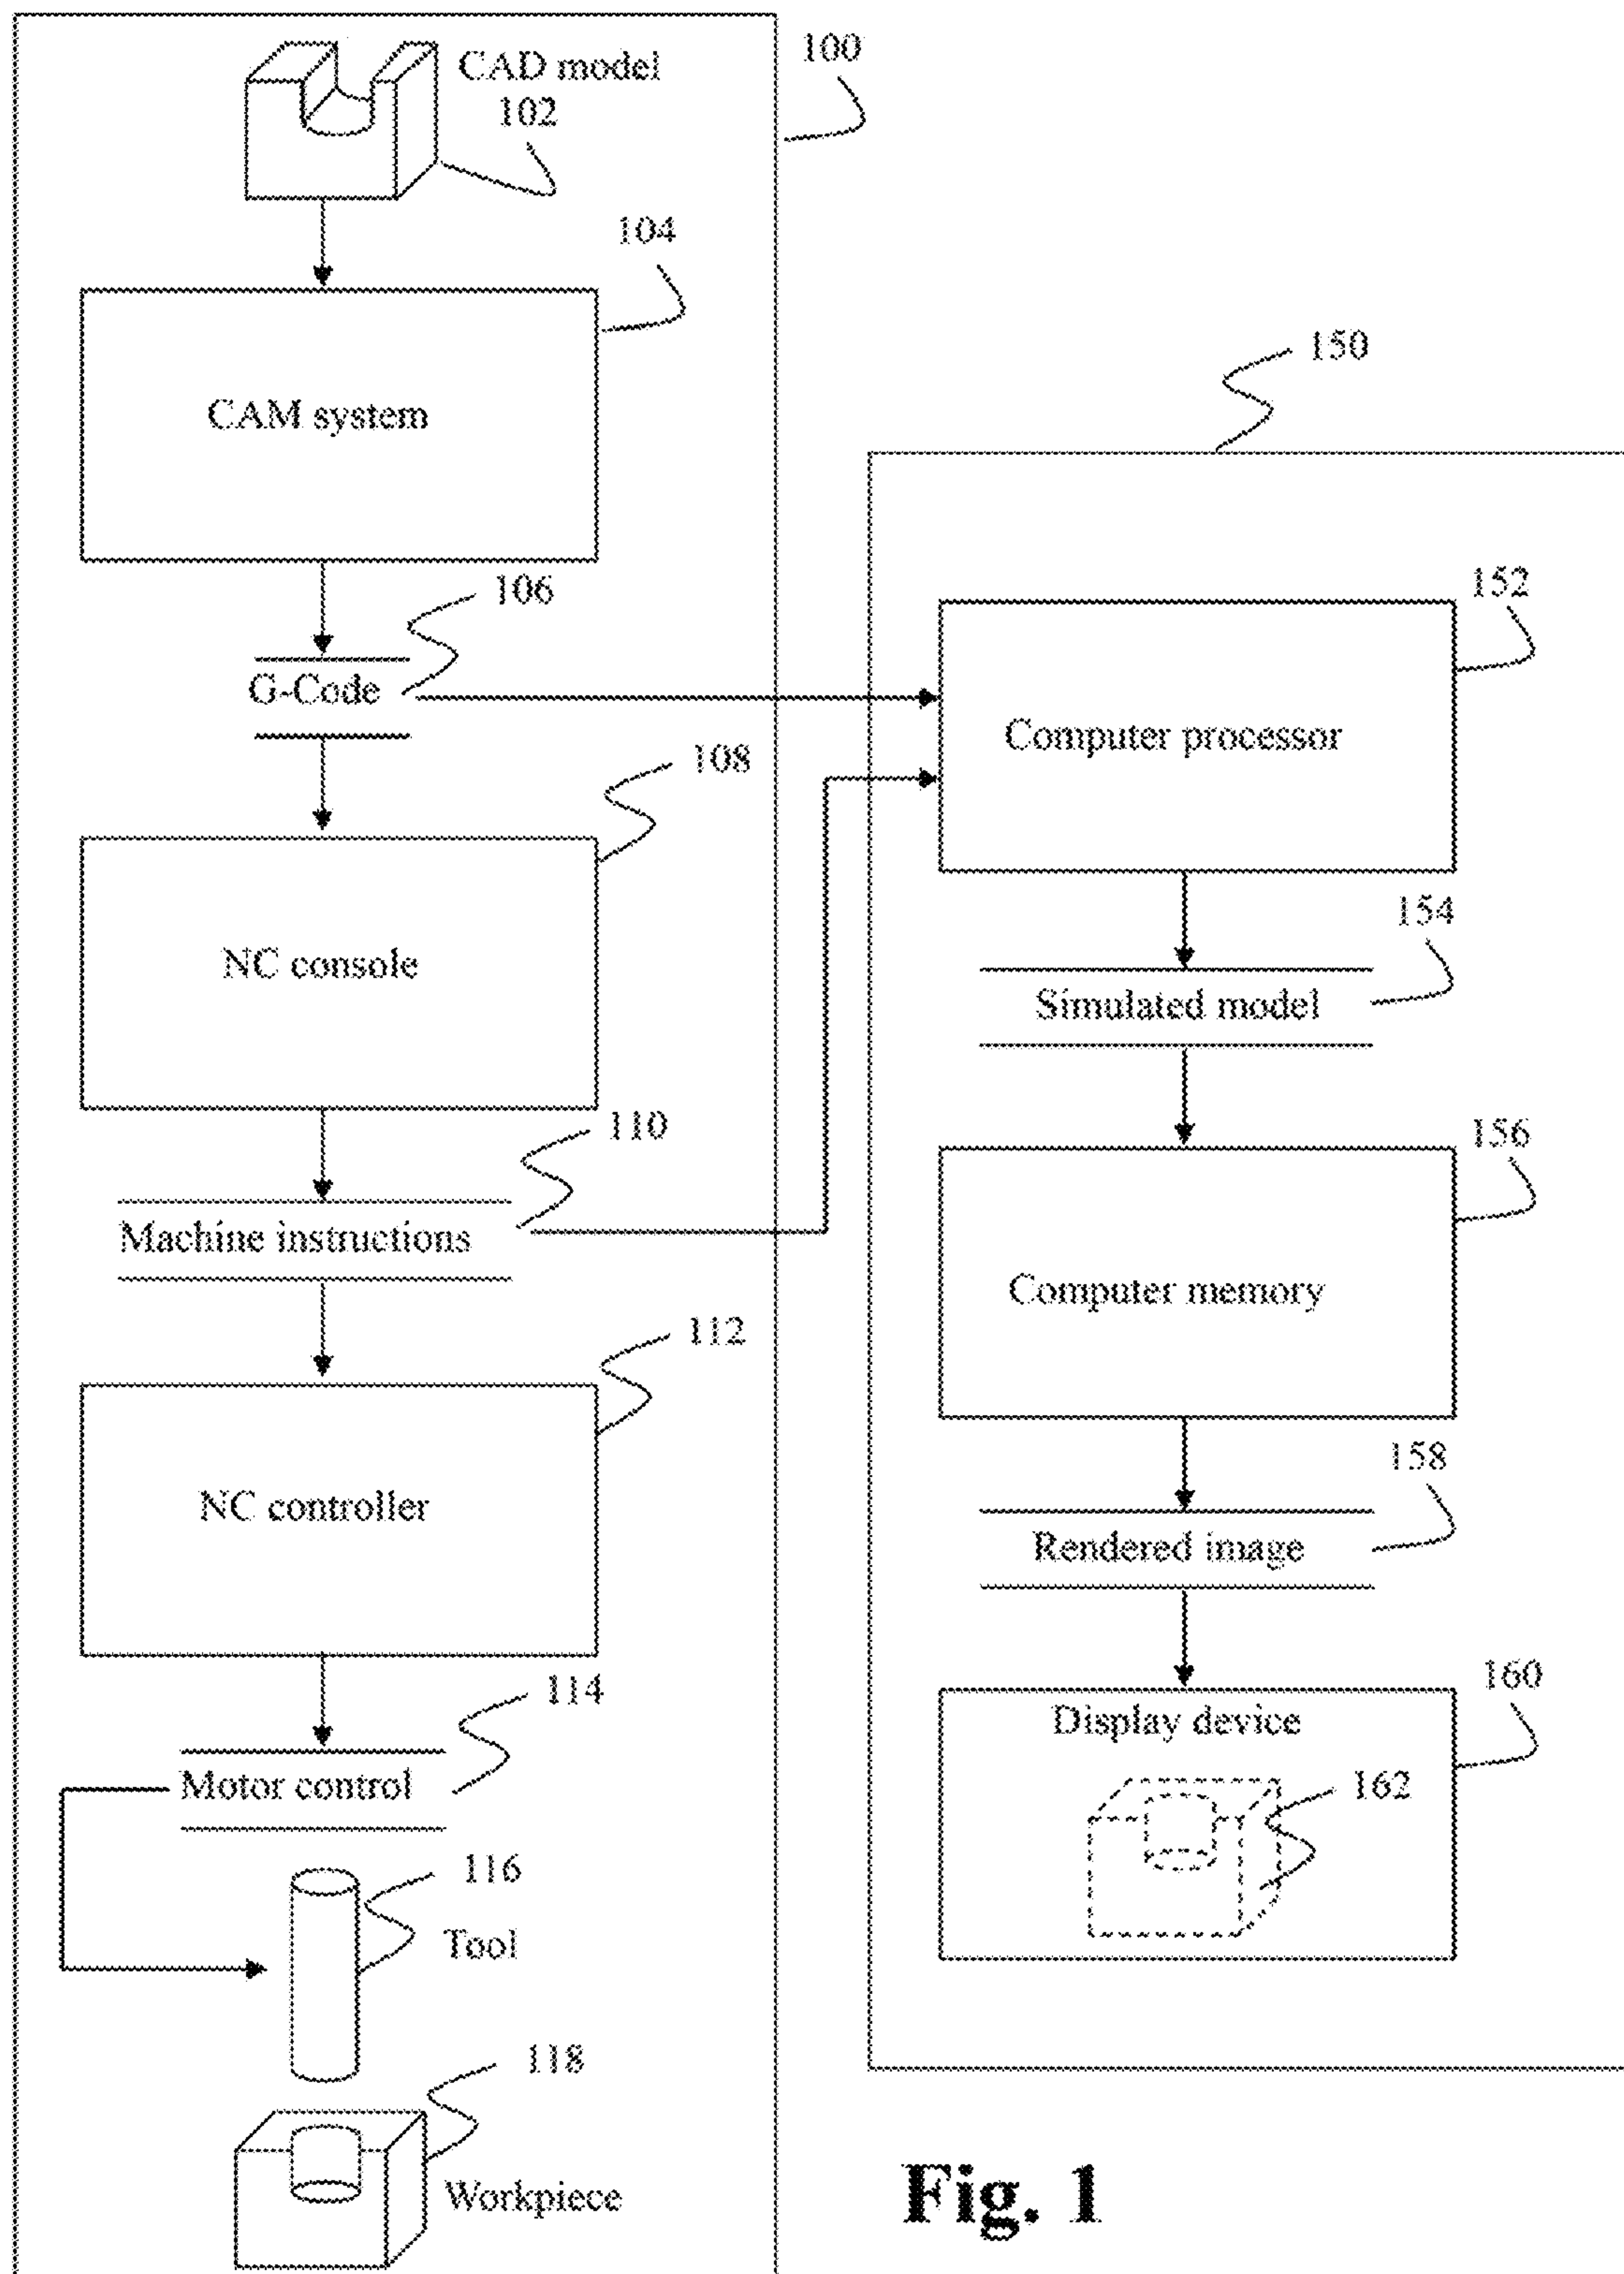 CAD model
102
100
104
CAM system
106
G-Code
108
NC console
110
Machine instructions
112
NC controller
114
Motor control
116
Tool
118
Workpiece
150
152
Computer processor
154
Simulated model
156
Computer memory
158
Rendered image
160
Display device
162
Fig. 1